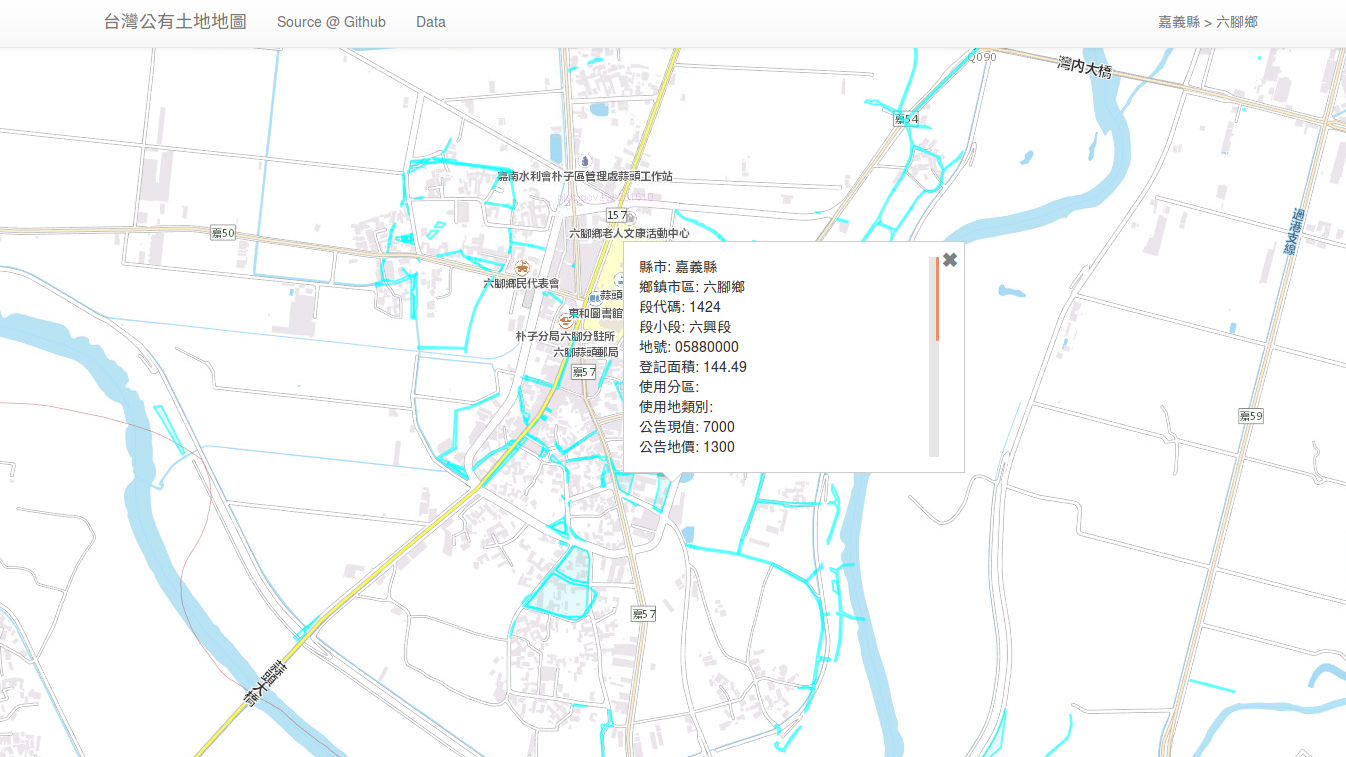 台灣公有土地地圖 Source @ Github Data 嘉義縣 > 六腳鄉
Q090
灣內大橋
嘉54
嘉南水利會朴子區管理處蒜頭工作站
157
過港支線
嘉50
六腳鄉老人文康活動中心
六腳鄉民代表會
蒜頭
東和圖書館
朴子分局六腳分駐所
六腳蒜頭郵局
嘉57
縣市: 嘉義縣
鄉鎮市區: 六腳鄉
段代碼: 1424
段小段: 六興段
地號: 05880000
登記面積: 144.49
使用分區:
使用地類別:
公告現值: 7000
公告地價: 1300
✖
嘉59
嘉57
蒜頭大橋